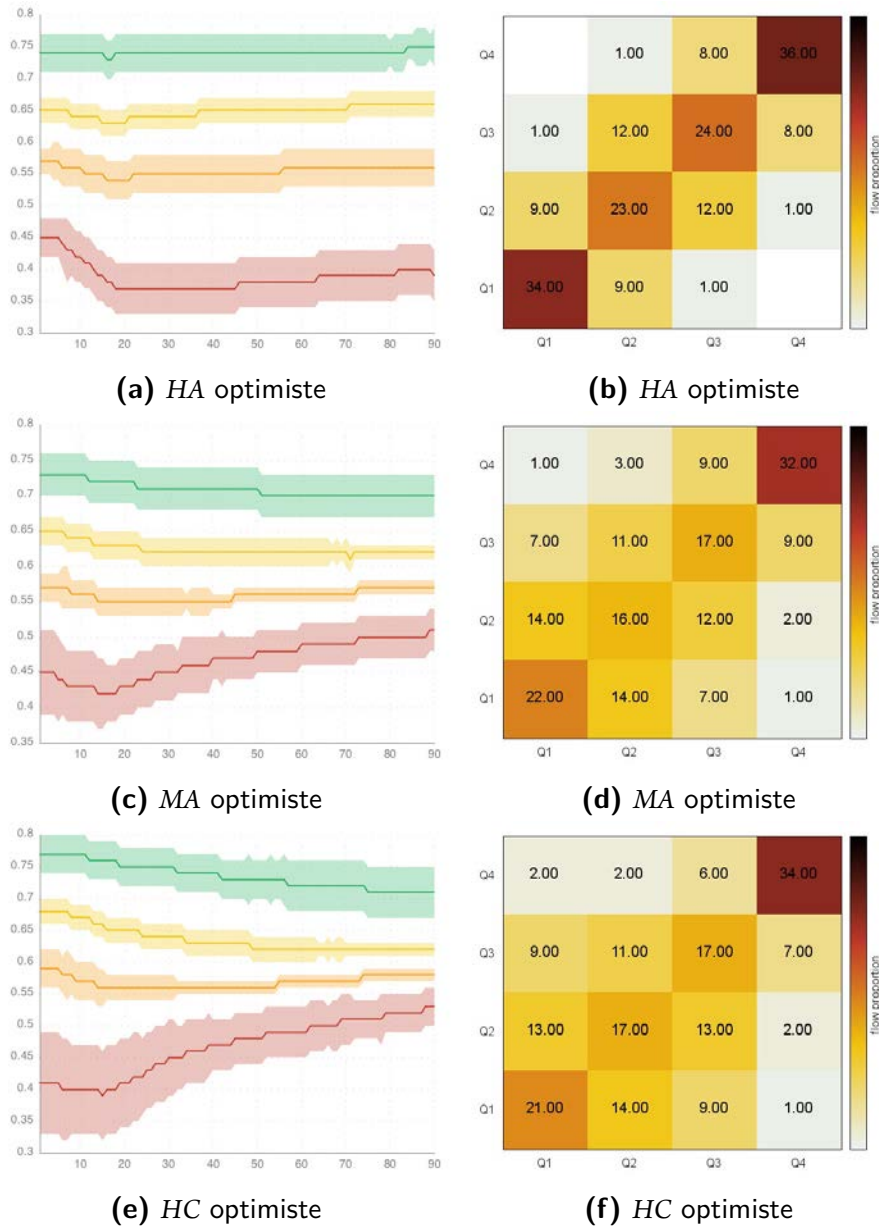 0.8
0.75
0.7
0.65
0.6
0.55
0.5
0.45
0.4
0.35
0.3
10 20 30 40 50 60 70 80 90
Q4 1.00 8.00 36.00
Q3 1.00 12.00 24.00 8.00
Q2 9.00 23.00 12.00 1.00
Q1 34.00 9.00 1.00
Q1 Q2 Q3 Q4
flow proportion
(a) HA optimiste
(b) HA optimiste
0.8
0.75
0.7
0.65
0.6
0.55
0.5
0.45
0.4
0.35
10 20 30 40 50 60 70 80 90
Q4 1.00 3.00 9.00 32.00
Q3 7.00 11.00 17.00 9.00
Q2 14.00 16.00 12.00 2.00
Q1 22.00 14.00 7.00 1.00
Q1 Q2 Q3 Q4
flow proportion
(c) MA optimiste
(d) MA optimiste
0.8
0.75
0.7
0.65
0.6
0.55
0.5
0.45
0.4
0.3
10 20 30 40 50 60 70 80 90
Q4 2.00 2.00 6.00 34.00
Q3 9.00 11.00 17.00 7.00
Q2 13.00 17.00 13.00 2.00
Q1 21.00 14.00 9.00 1.00
Q1 Q2 Q3 Q4
flow proportion
(e) HC optimiste
(f) HC optimiste